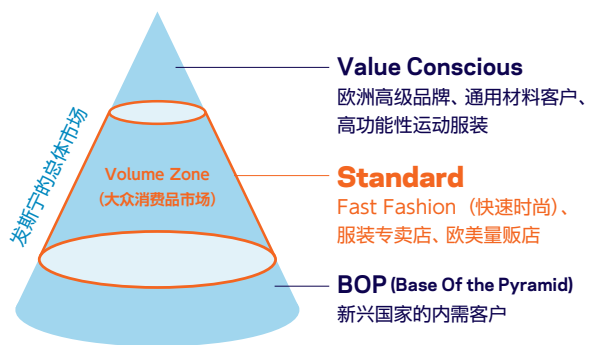 发斯宁的总体市场
Value Conscious
欧洲高级品牌、通用材料客户、
高功能性运动服装
Volume Zone
（大众消费品市场）
Standard
Fast Fashion（快速时尚）、
服装专卖店、欧美量贩店
BOP (Base Of the Pyramid)
新兴国家的内需客户